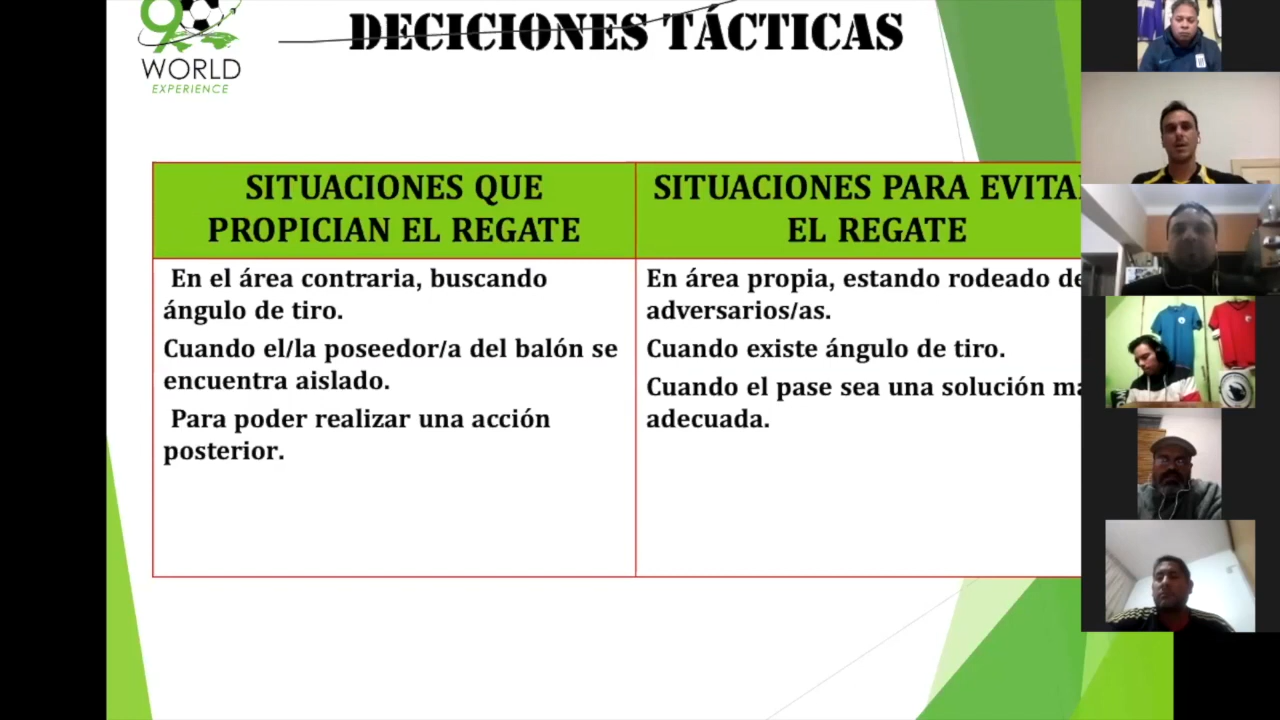 90
WORLD
EXPERIENCE
DECICIONES TÁCTICAS
SITUACIONES QUE
PROPICIAN EL REGATE
En el área contraria, buscando
ángulo de tiro.
Cuando el/la poseedor/a del balón se
encuentra aislado.
Para poder realizar una acción
posterior.
SITUACIONES PARA EVITA
EL REGATE
En área propia, estando rodeado de
adversarios/as.
Cuando existe ángulo de tiro.
Cuando el pase sea una solución má
adecuada.